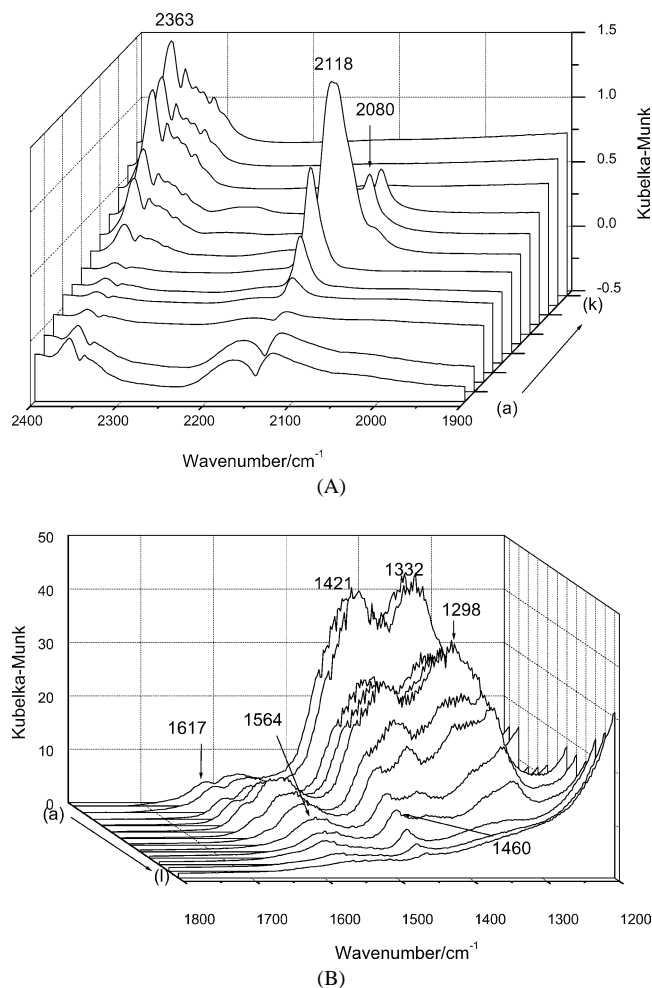 2363
2118
2080
1.5
1.0
0.5
0.0
-0.5
Kubelka-Munk
(k)
(a)
2400 2300 2200 2100 2000 1900
Wavenumber/cm⁻¹
(A)
50
40
30
20
10
0
Kubelka-Munk
1421
1332
1298
1617
1564
1460
(a)
(l)
1800 1700 1600 1500 1400 1300 1200
Wavenumber/cm⁻¹
(B)